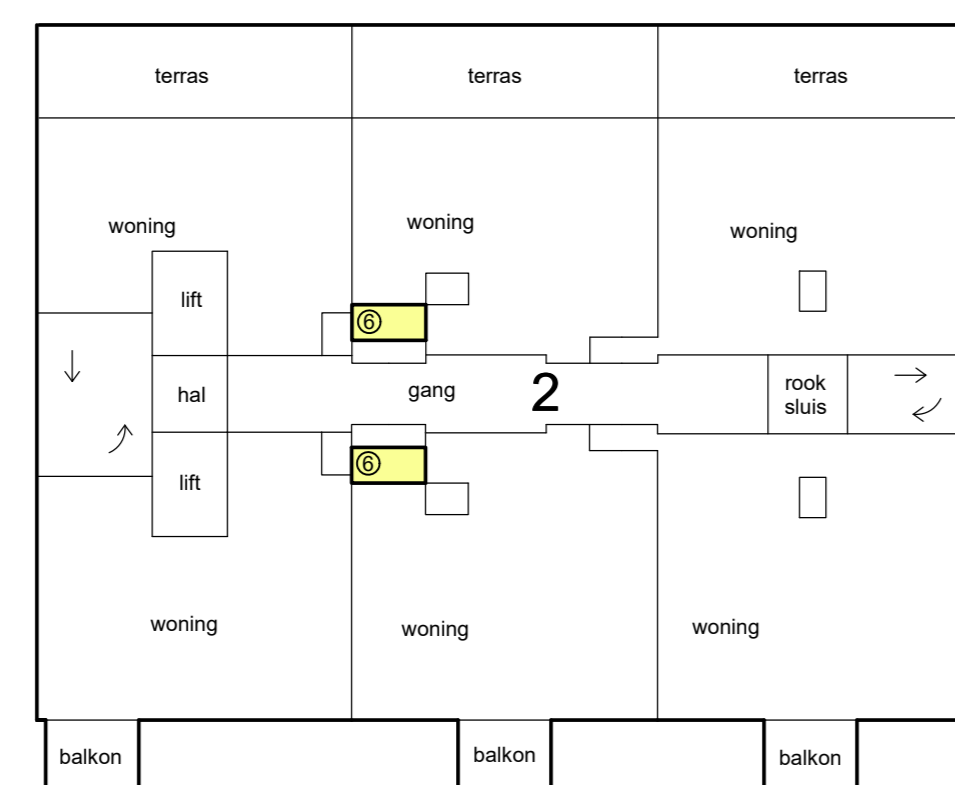 terras
terras
terras
woning
woning
woning
lift
⑥
hal
gang
2
rook
sluis
lift
⑥
woning
woning
woning
balkon
balkon
balkon